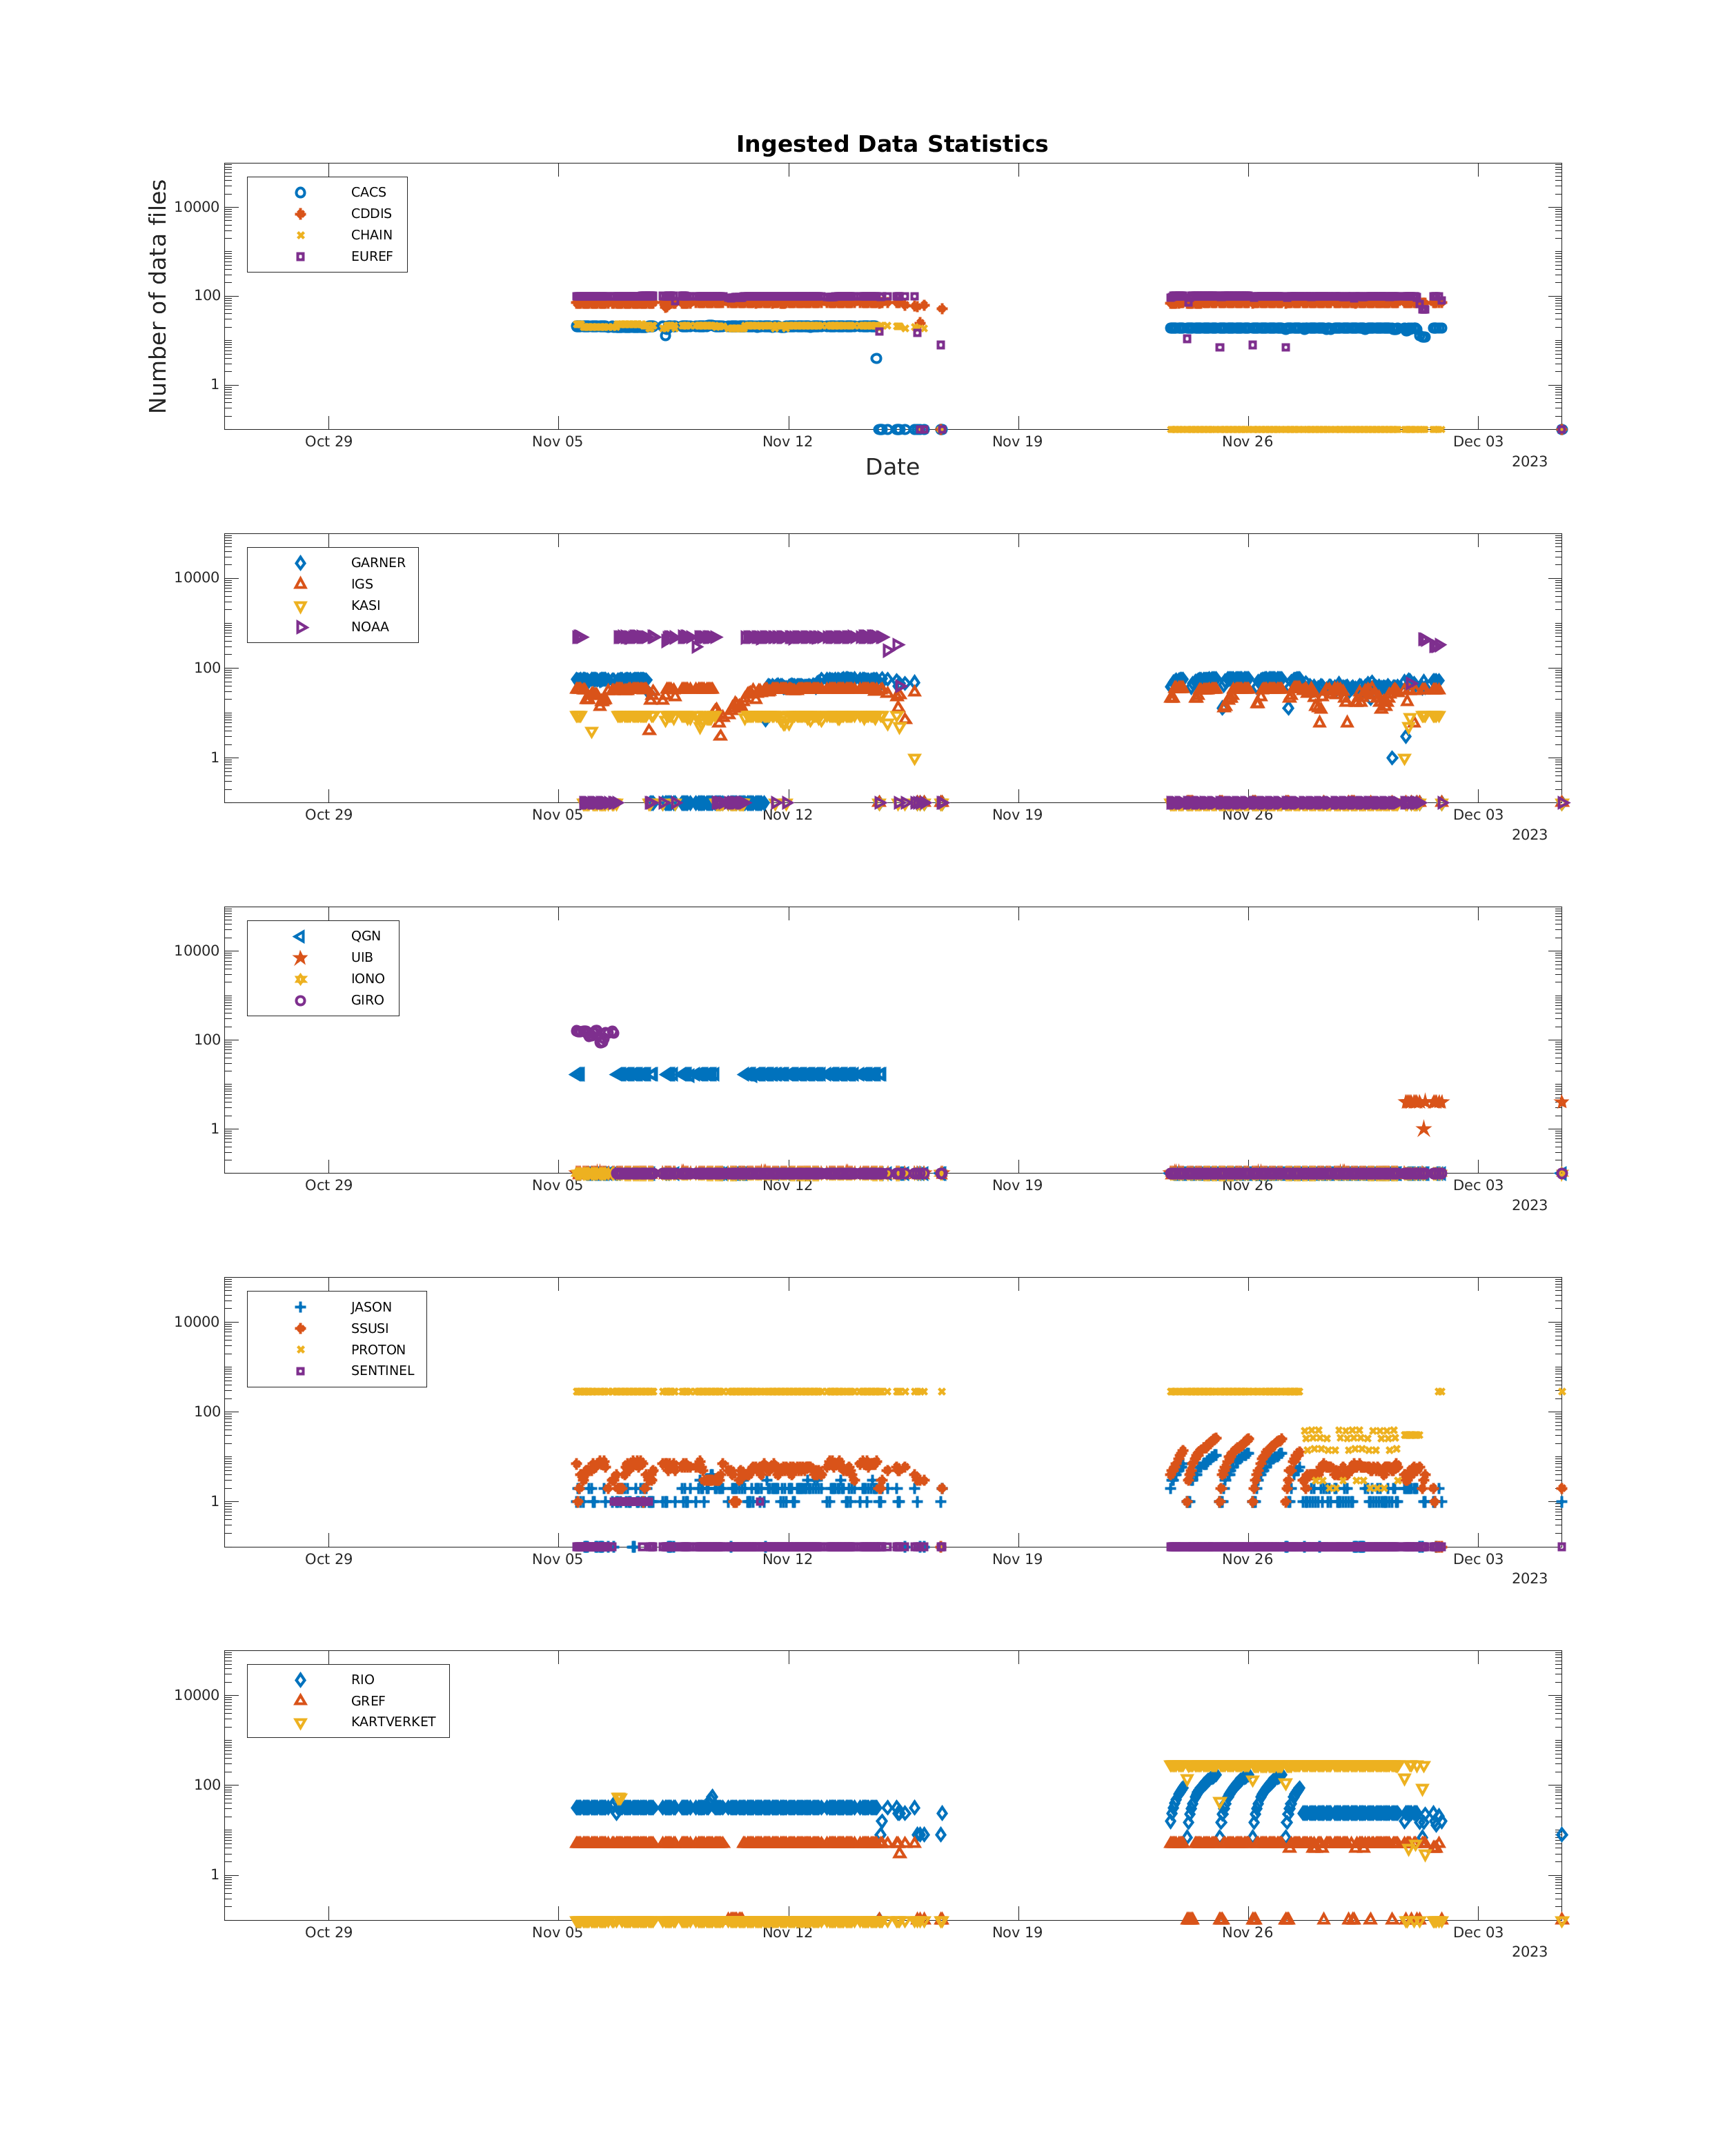 Ingested Data Statistics
Number of data files
CACS
CDDIS
CHAIN
EUREF
10000
100
1
Oct 29
Nov 05
Nov 12
Nov 19
Nov 26
Dec 03
2023
Date
GARNER
IGS
KASI
NOAA
10000
100
1
Oct 29
Nov 05
Nov 12
Nov 19
Nov 26
Dec 03
2023
QGN
UIB
IONO
GIRO
10000
100
1
Oct 29
Nov 05
Nov 12
Nov 19
Nov 26
Dec 03
2023
JASON
SSUSI
PROTON
SENTINEL
10000
100
1
Oct 29
Nov 05
Nov 12
Nov 19
Nov 26
Dec 03
2023
RIO
GREF
KARTVERKET
10000
100
1
Oct 29
Nov 05
Nov 12
Nov 19
Nov 26
Dec 03
2023